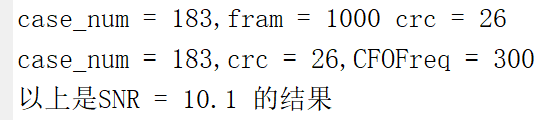 case_num = 183,fram = 1000 crc = 26
case_num = 183,crc = 26,CFOFreq = 300
以上是SNR = 10.1 的结果